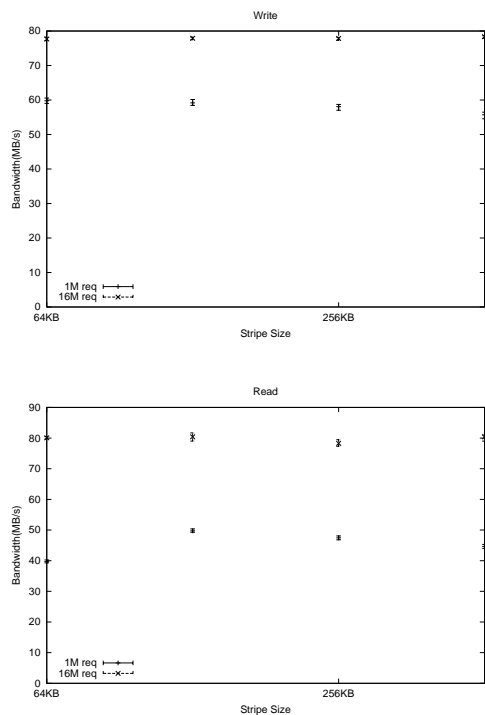 Write
80
70
60
50
40
30
20
10
0
Bandwidth(MB/s)
1M req
16M req
64KB
256KB
Stripe Size
Read
90
80
70
60
50
40
30
20
10
0
Bandwidth(MB/s)
1M req
16M req
64KB
256KB
Stripe Size